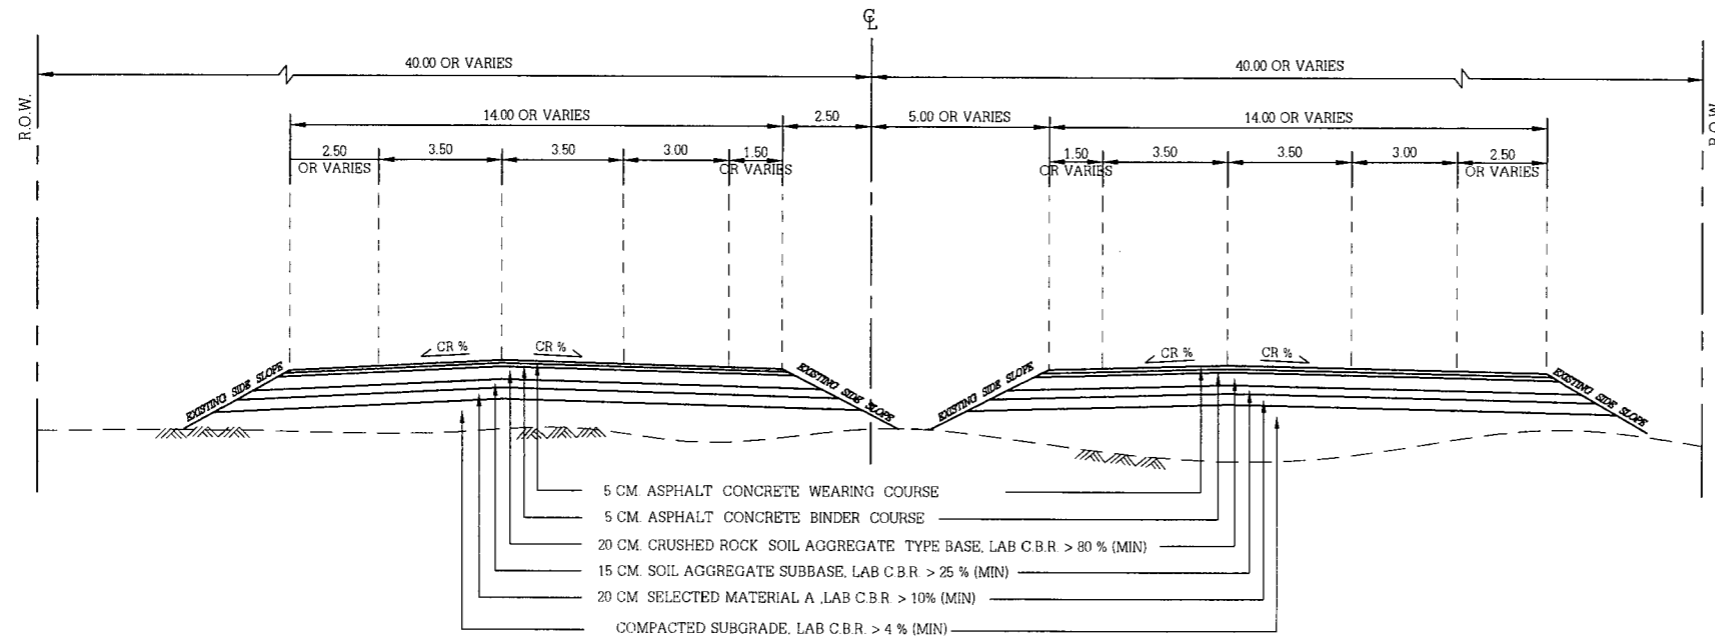 ℄
40.00 OR VARIES
40.00 OR VARIES
R.O.W.
R.O.W.
14.00 OR VARIES
2.50
5.00 OR VARIES
14.00 OR VARIES
2.50
OR VARIES
3.50
3.50
3.00
1.50
OR VARIES
1.50
OR VARIES
3.50
3.50
3.00
2.50
OR VARIES
CR %
CR %
CR %
CR %
EXISTING SIDE SLOPE
EXISTING SIDE SLOPE
EXISTING SIDE SLOPE
EXISTING SIDE SLOPE
5 CM. ASPHALT CONCRETE WEARING COURSE
5 CM. ASPHALT CONCRETE BINDER COURSE
20 CM. CRUSHED ROCK SOIL AGGREGATE TYPE BASE, LAB C.B.R. > 80 % (MIN)
15 CM. SOIL AGGREGATE SUBBASE, LAB C.B.R. > 25 % (MIN)
20 CM SELECTED MATERIAL A ,LAB C.B.R. > 10% (MIN)
COMPACTED SUBGRADE, LAB C.B.R. > 4 % (MIN)